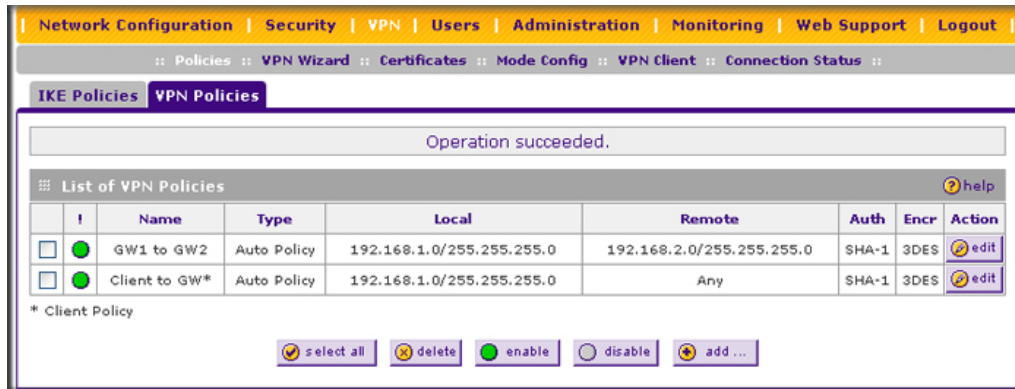 Network Configuration | Security | VPN | Users | Administration | Monitoring | Web Support | Logout
:: Policies :: VPN Wizard :: Certificates :: Mode Config :: VPN Client :: Connection Status ::
IKE Policies VPN Policies
Operation succeeded.
List of VPN Policies help
! Name Type Local Remote Auth Encr Action
GW1 to GW2 Auto Policy 192.168.1.0/255.255.255.0 192.168.2.0/255.255.255.0 SHA-1 3DES edit
Client to GW* Auto Policy 192.168.1.0/255.255.255.0 Any SHA-1 3DES edit
* Client Policy
select all delete enable disable add ...